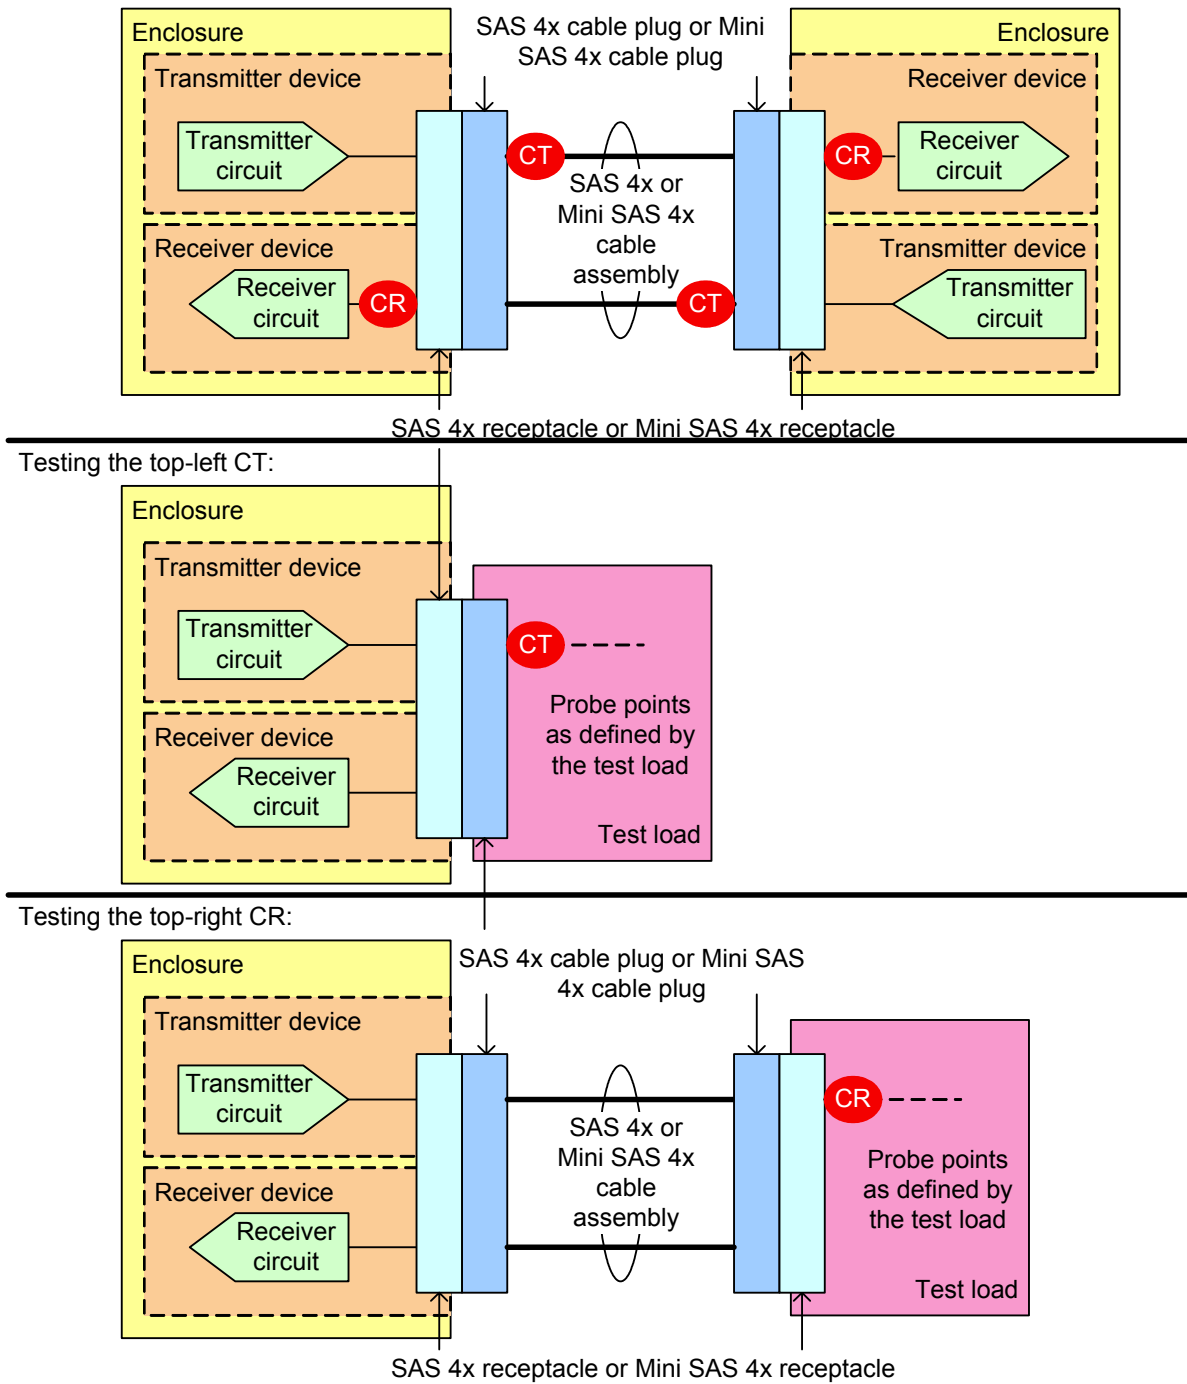 Enclosure
SAS 4x cable plug or Mini
SAS 4x cable plug
Enclosure
Transmitter device
Receiver device
Transmitter
circuit
CT
CR
Receiver
circuit
SAS 4x or
Mini SAS 4x
cable
assembly
Receiver device
Transmitter device
Receiver
circuit
CR
CT
Transmitter
circuit
SAS 4x receptacle or Mini SAS 4x receptacle
Testing the top-left CT:
Enclosure
Transmitter device
Transmitter
circuit
CT
Probe points
as defined by
the test load
Receiver device
Receiver
circuit
Test load
Testing the top-right CR:
SAS 4x cable plug or Mini SAS
4x cable plug
Enclosure
Transmitter device
Transmitter
circuit
CR
SAS 4x or
Mini SAS 4x
cable
assembly
Probe points
as defined by
the test load
Receiver device
Receiver
circuit
Test load
SAS 4x receptacle or Mini SAS 4x receptacle